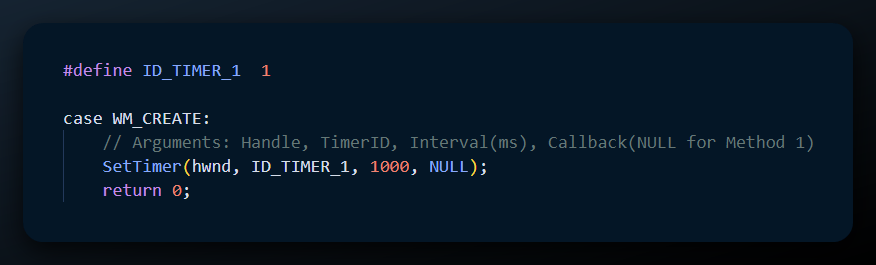 #define ID_TIMER_1  1
case WM_CREATE:
    // Arguments: Handle, TimerID, Interval(ms), Callback(NULL for Method 1)
    SetTimer(hwnd, ID_TIMER_1, 1000, NULL);
    return 0;